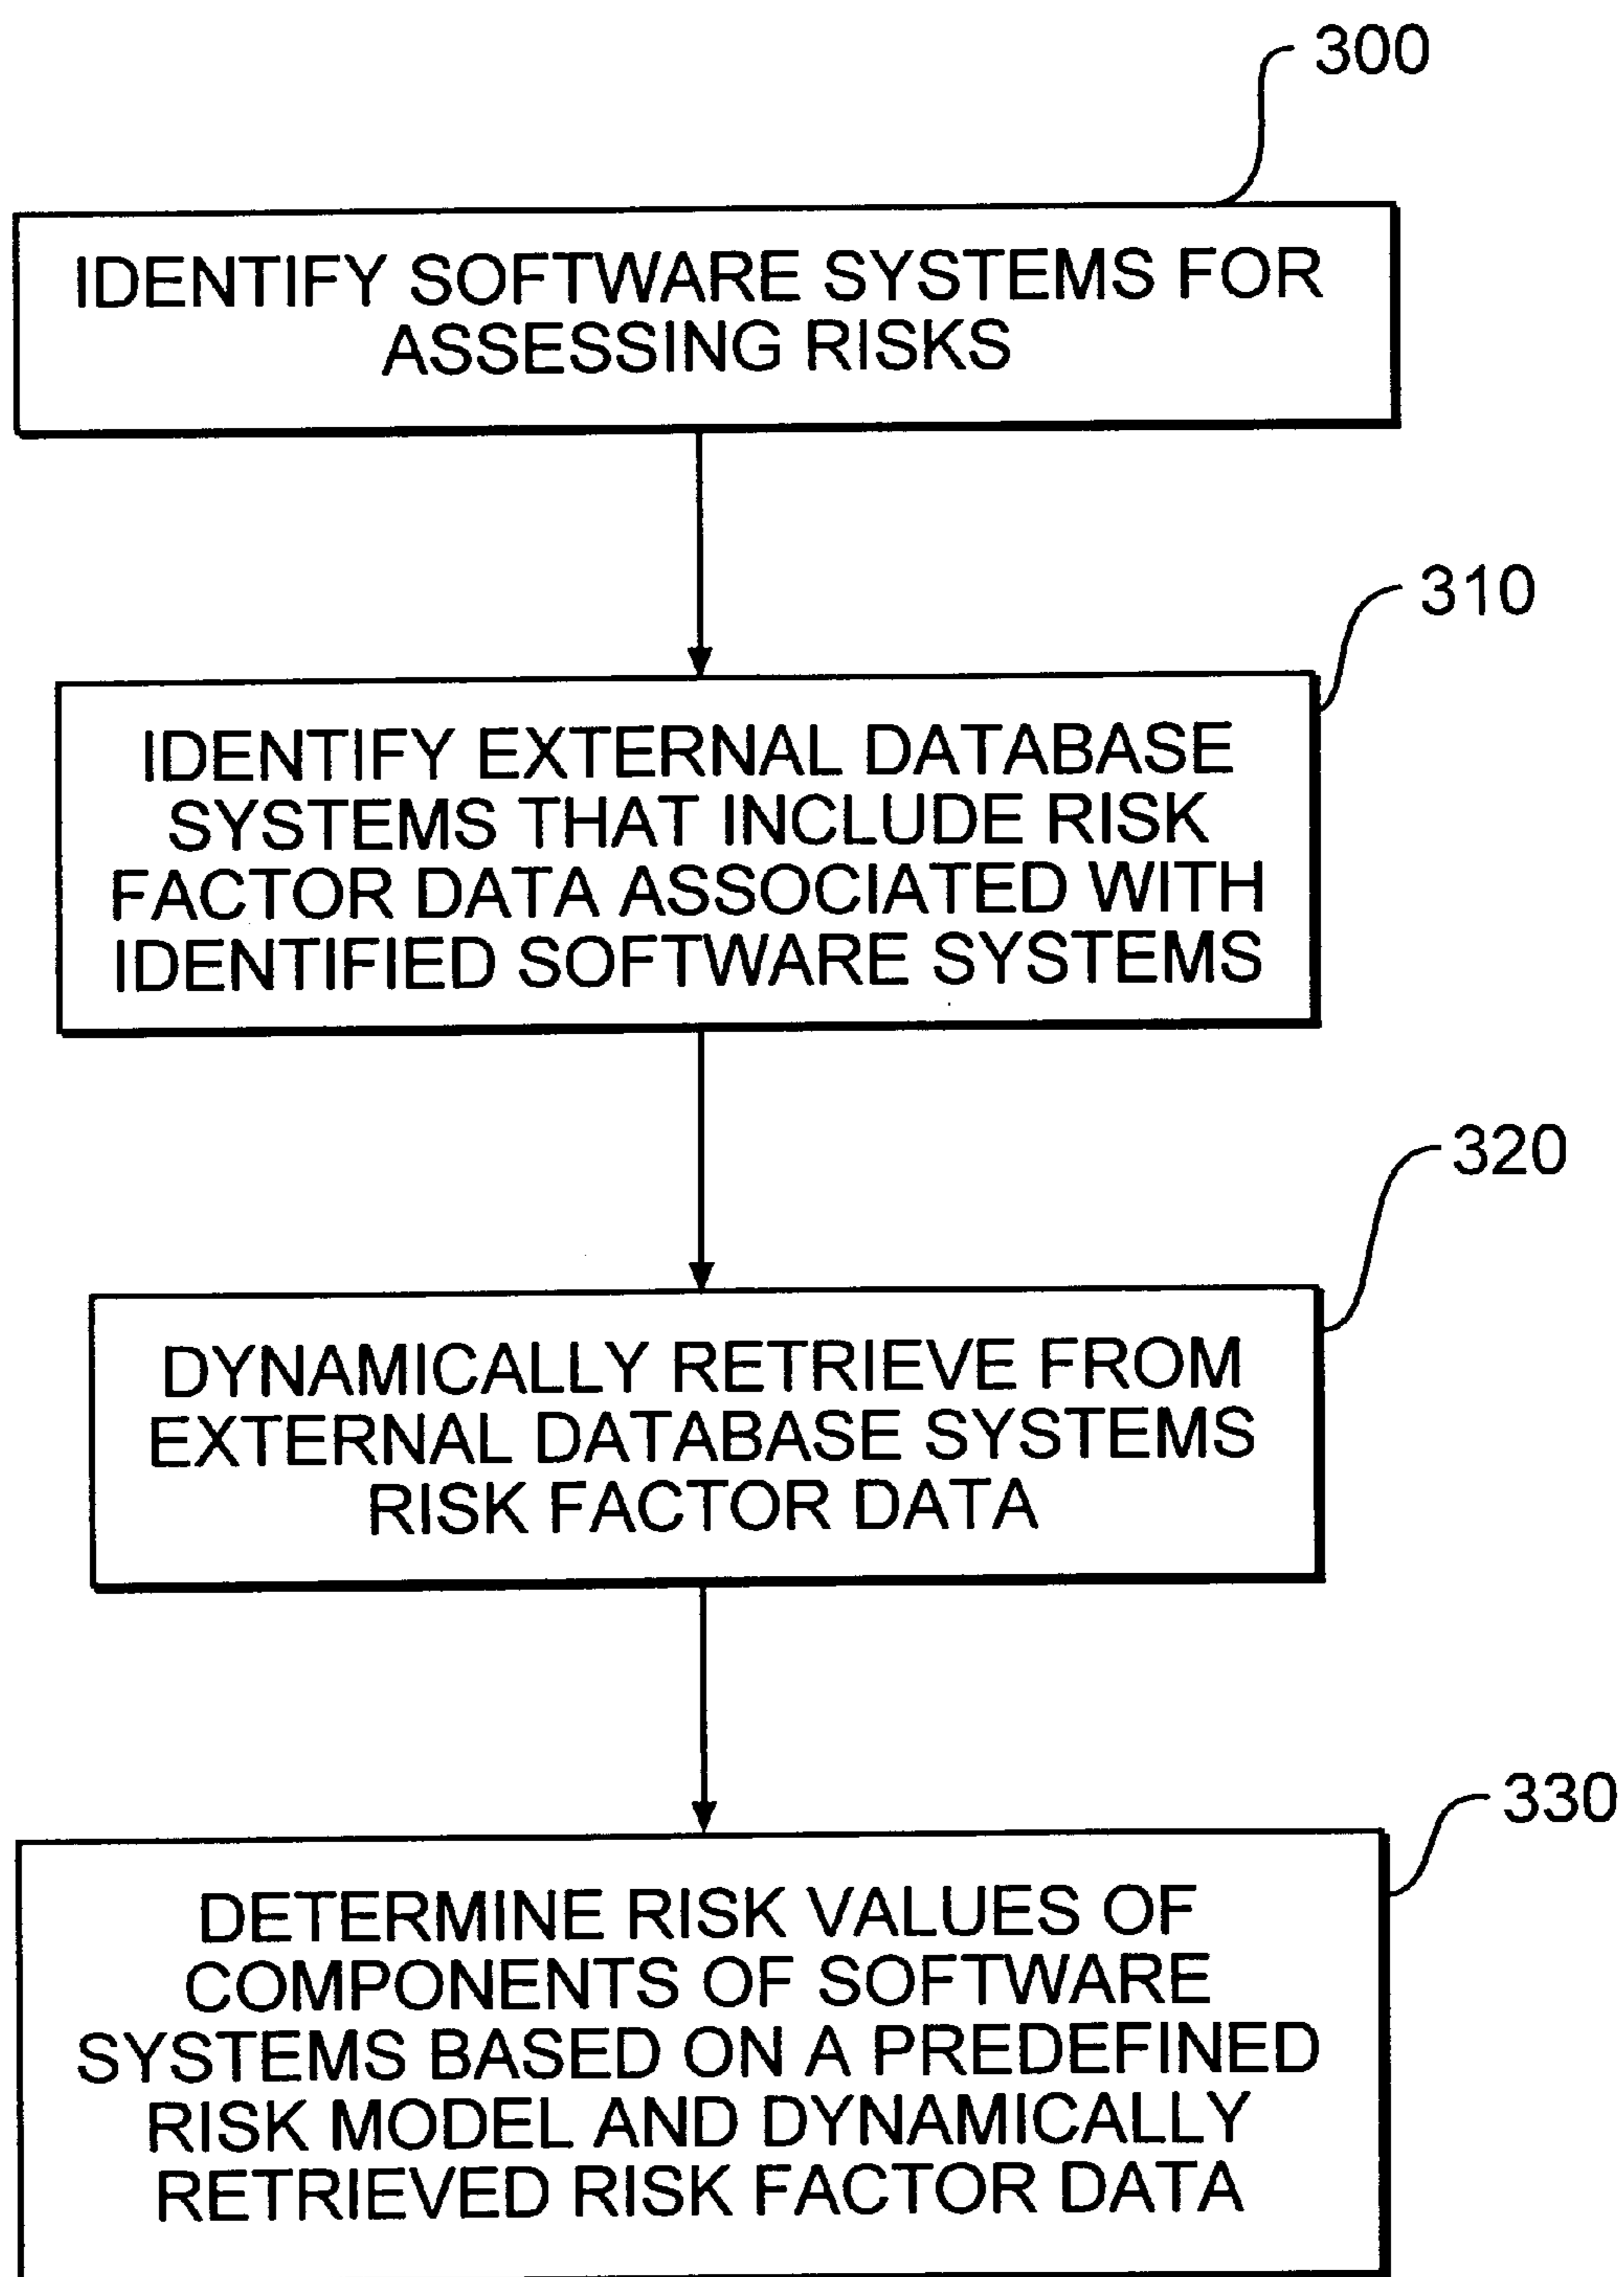 300
IDENTIFY SOFTWARE SYSTEMS FOR
ASSESSING RISKS
310
IDENTIFY EXTERNAL DATABASE
SYSTEMS THAT INCLUDE RISK
FACTOR DATA ASSOCIATED WITH
IDENTIFIED SOFTWARE SYSTEMS
320
DYNAMICALLY RETRIEVE FROM
EXTERNAL DATABASE SYSTEMS
RISK FACTOR DATA
330
DETERMINE RISK VALUES OF
COMPONENTS OF SOFTWARE
SYSTEMS BASED ON A PREDEFINED
RISK MODEL AND DYNAMICALLY
RETRIEVED RISK FACTOR DATA